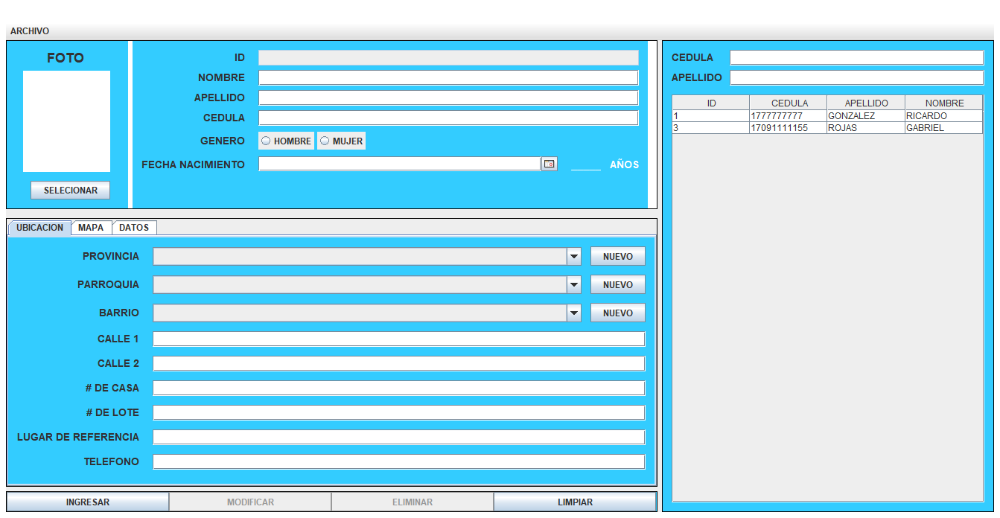 ARCHIVO
FOTO
SELECIONAR
ID
NOMBRE
APELLIDO
CEDULA
GENERO HOMBRE MUJER
FECHA NACIMIENTO AÑOS
UBICACION MAPA DATOS
PROVINCIA NUEVO
PARROQUIA NUEVO
BARRIO NUEVO
CALLE 1
CALLE 2
# DE CASA
# DE LOTE
LUGAR DE REFERENCIA
TELEFONO
INGRESAR MODIFICAR ELIMINAR LIMPIAR
CEDULA
APELLIDO
ID CEDULA APELLIDO NOMBRE
1 1777777777 GONZALEZ RICARDO
3 17091111155 ROJAS GABRIEL